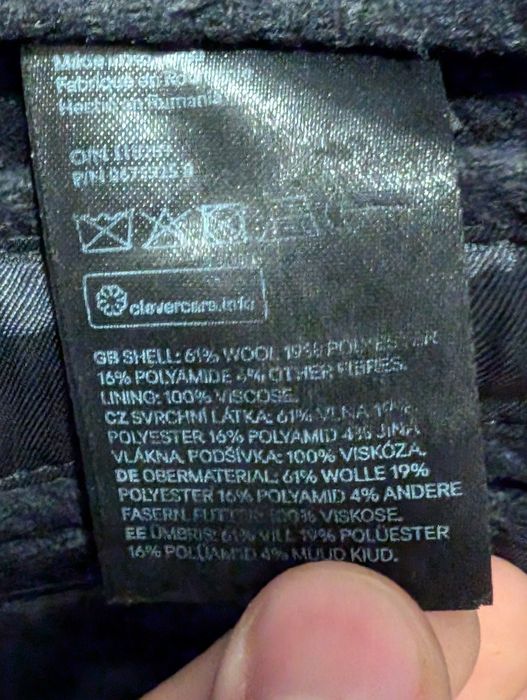 Fabriqué en
O/N
P/N
clevercare.info
GB SHELL: 61% WOOL 19% POLYESTER
16% POLYAMIDE 4% OTHER FIBRES.
LINING: 100% VISCOSE.
CZ SVRCHNÍ LÁTKA: 61% VLNA 19%
POLYESTER 16% POLYAMID 4% JINÁ
VLÁKNA. PODŠÍVKA: 100% VISKÓZA.
DE OBERMATERIAL: 61% WOLLE 19%
POLYESTER 16% POLYAMID 4% ANDERE
FASERN. FUTTER: 100% VISKOSE.
EE ÜMBRIS: 61% VILL 19% POLÜESTER
16% POLÜAMIID 4% MUUD KIUD.